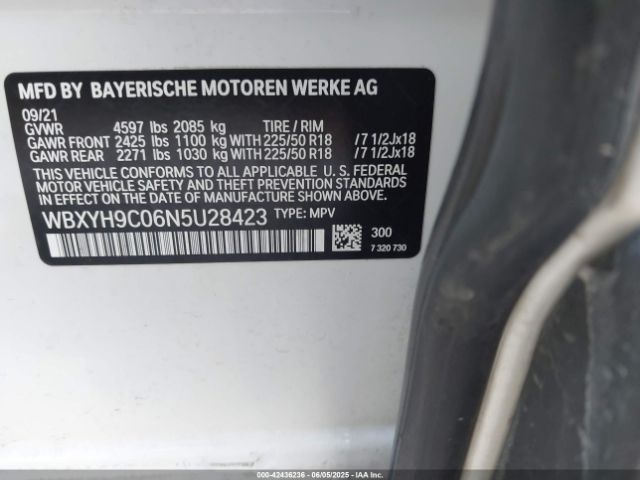 MFD BY BAYERISCHE MOTOREN WERKE AG
09/21
GVWR 4597 lbs 2085 kg TIRE / RIM
GAWR FRONT 2425 lbs 1100 kg WITH 225/50 R18 /7 1/2Jx18
GAWR REAR 2271 lbs 1030 kg WITH 225/50 R18 /7 1/2Jx18
THIS VEHICLE CONFORMS TO ALL APPLICABLE U. S. FEDERAL
MOTOR VEHICLE SAFETY AND THEFT PREVENTION STANDARDS
IN EFFECT ON THE DATE OF MANUFACTURE SHOWN ABOVE.
WBXYH9C06N5U28423 TYPE: MPV
300
7 320 730
000-42436236 - 06/05/2025 - IAAI.COM